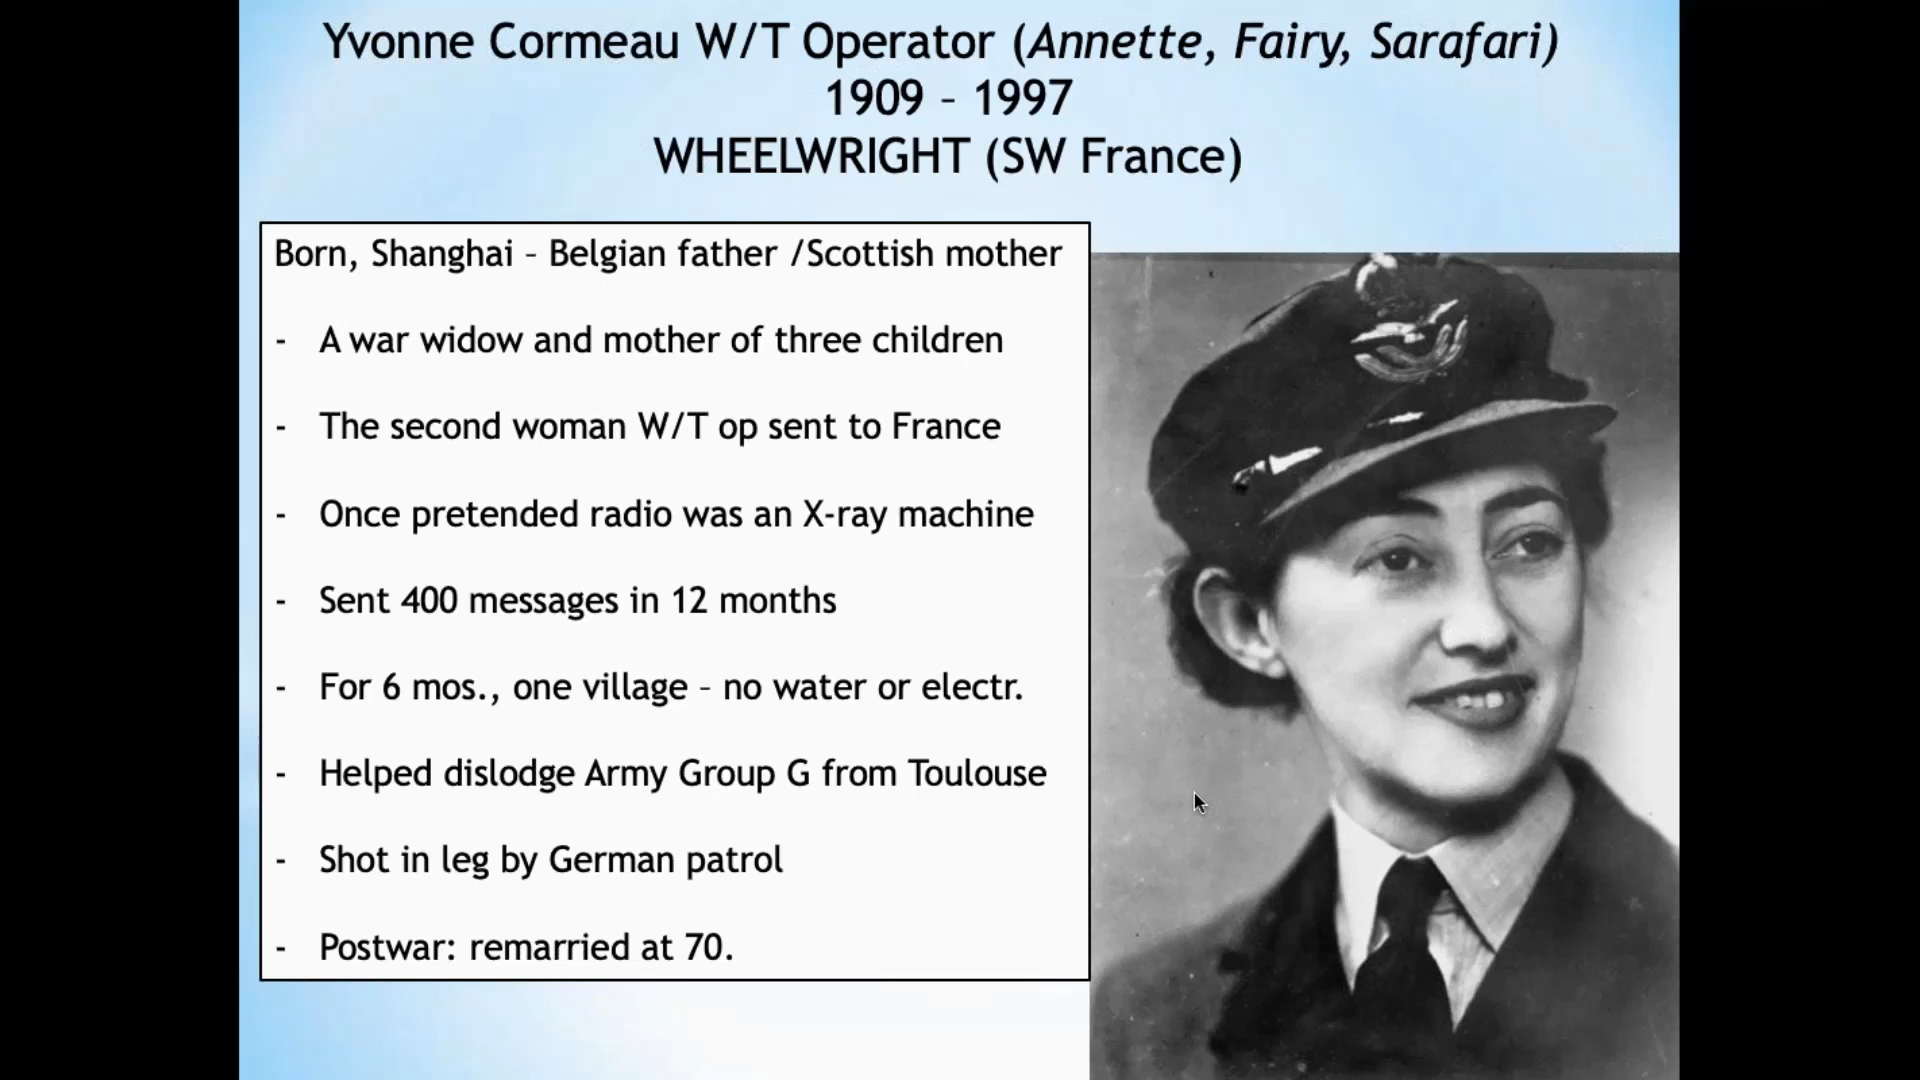 Yvonne Cormeau W/T Operator (Annette, Fairy, Sarafari)
1909 – 1997
WHEELWRIGHT (SW France)
Born, Shanghai – Belgian father /Scottish mother
- A war widow and mother of three children
- The second woman W/T op sent to France
- Once pretended radio was an X-ray machine
- Sent 400 messages in 12 months
- For 6 mos., one village – no water or electr.
- Helped dislodge Army Group G from Toulouse
- Shot in leg by German patrol
- Postwar: remarried at 70.